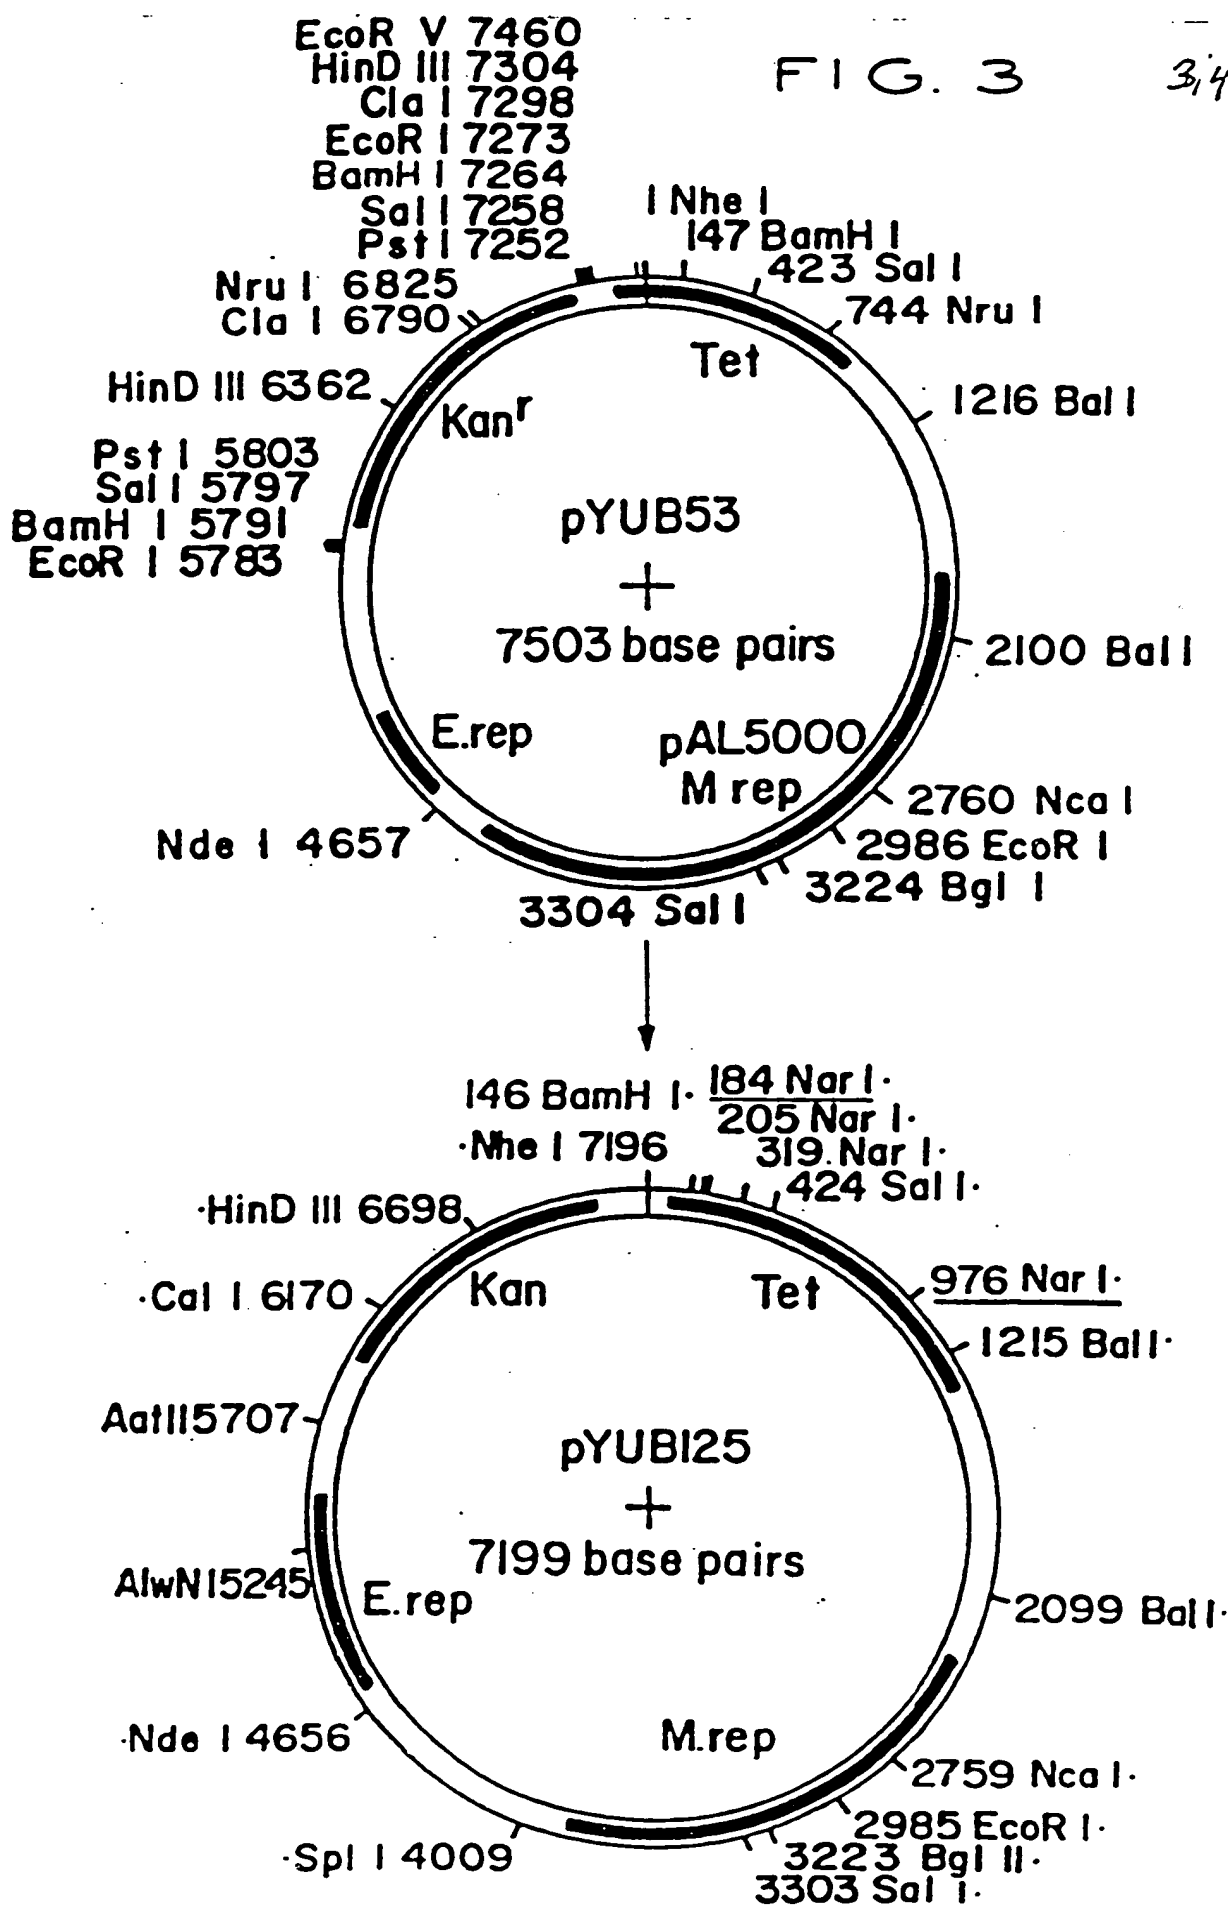 FIG. 3
3,4
EcoR V 7460
HinD III 7304
Cla I 7298
EcoR I 7273
BamH I 7264
Sal I 7258
Pst I 7252
Nru I 6825
Cla I 6790
HinD III 6362
Pst I 5803
Sal I 5797
BamH I 5791
EcoR I 5783
1 Nhe I
147 BamH I
423 Sal I
744 Nru I
1216 Bal I
Tet
Kanʳ
pYUB53
7503 base pairs
2100 Bal I
E.rep
pAL5000
M rep
2760 Nca I
2986 EcoR I
3224 Bgl I
Nde I 4657
3304 Sal I
146 BamH I.
184 Nar I.
205 Nar I.
.Nhe I 7196
319.Nar I.
424 Sal I.
.HinD III 6698
.Cal I 6170
Kan
Tet
976 Nar I.
1215 Bal I.
AatII5707
pYUB125
7199 base pairs
AlwNI5245
E.rep
2099 Bal I.
.Nde I 4656
M.rep
2759 Nca I.
2985 EcoR I.
.Spl I 4009
3223 Bgl II.
3303 Sal I.